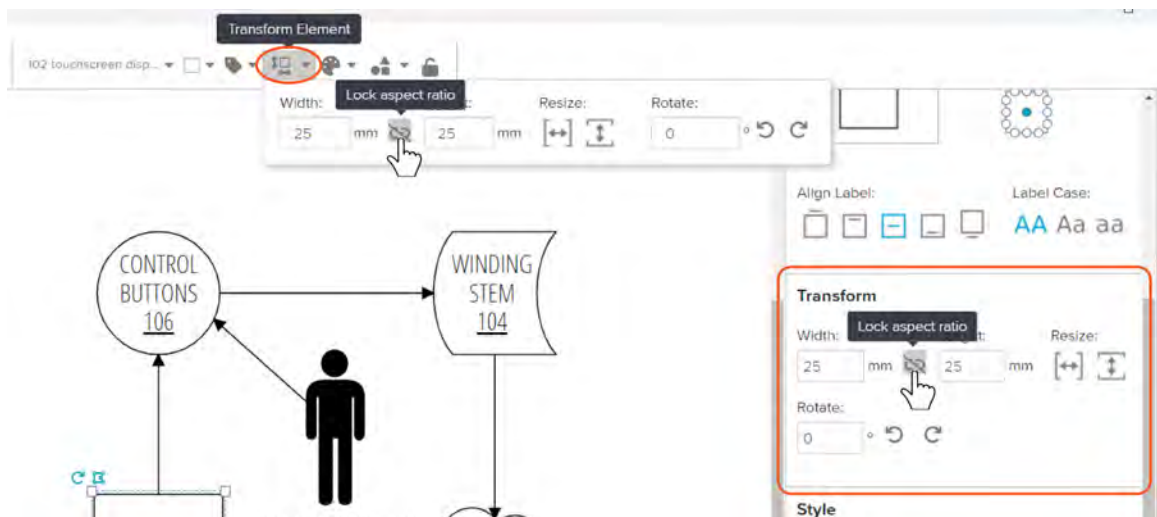 Transform Element
102 touchscreen disp...
Width: Lock aspect ratio t: Resize: Rotate:
25 mm 25 mm 0 °
Align Label: Label Case:
AA Aa aa
CONTROL
BUTTONS
106
WINDING
STEM
104
Transform
Width: Lock aspect ratio t: Resize:
25 mm 25 mm
Rotate:
0 °
Style